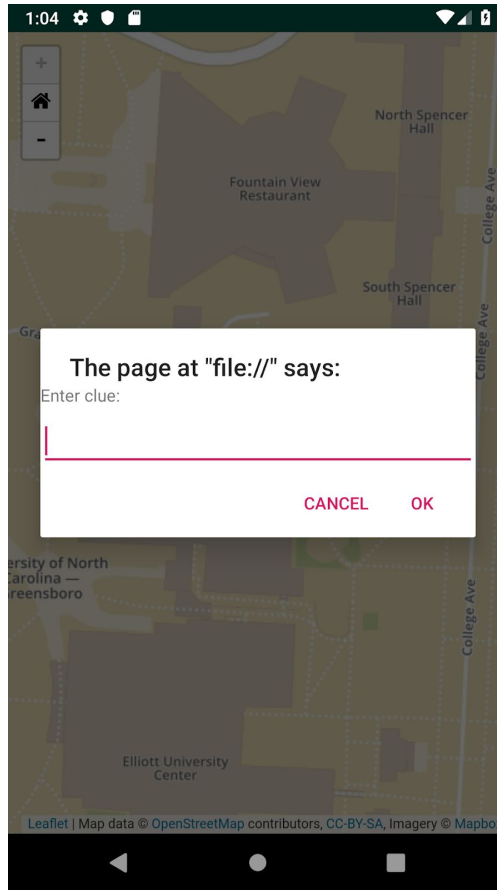 1:04
+
-
North Spencer
Hall
Fountain View
Restaurant
College Ave
South Spencer
Hall
College Ave
Gra
The page at "file://" says:
Enter clue:
CANCEL OK
ersity of North
Carolina —
reensboro
College Ave
Elliott University
Center
Leaflet | Map data © OpenStreetMap contributors, CC-BY-SA, Imagery © Mapbo